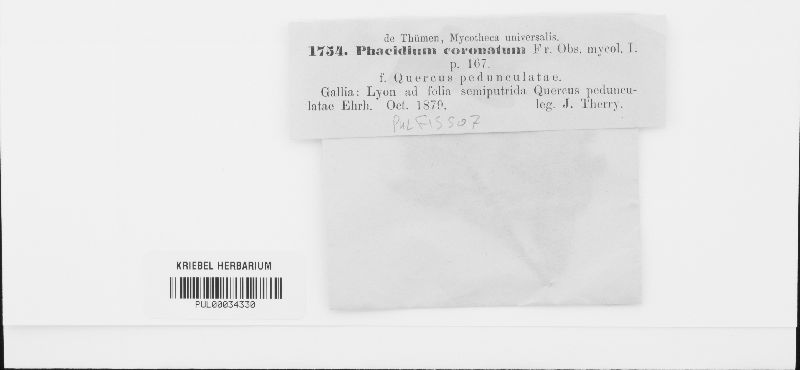 de Thümen, Mycotheca universalis.
1754. Phacidium coronatum Fr. Obs. mycol. I.
p. 167.
f. Quercus pedunculatae.
Gallia: Lyon ad folia semiputrida Quercus peduncu-
latae Ehrh. Oct. 1879. leg. J. Therry.
PUL F15907
KRIEBEL HERBARIUM
PUL00034330